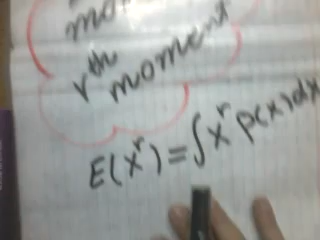 rth
moment
E(x^r) = ∫ x^r p(x) dx